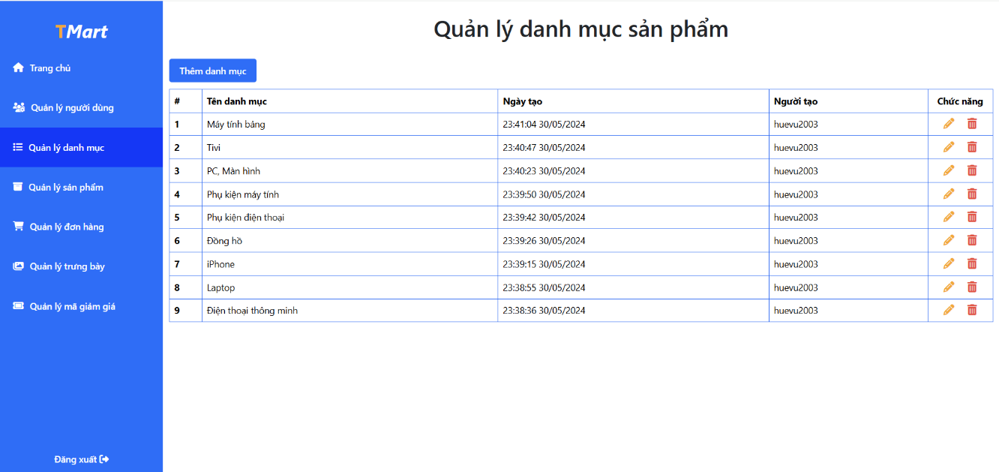 TMart
Trang chủ
Quản lý người dùng
Quản lý danh mục
Quản lý sản phẩm
Quản lý đơn hàng
Quản lý trưng bày
Quản lý mã giảm giá
Đăng xuất
Quản lý danh mục sản phẩm
Thêm danh mục
# Tên danh mục Ngày tạo Người tạo Chức năng
1 Máy tính bảng 23:41:04 30/05/2024 huevu2003
2 Tivi 23:40:47 30/05/2024 huevu2003
3 PC, Màn hình 23:40:23 30/05/2024 huevu2003
4 Phụ kiện máy tính 23:39:50 30/05/2024 huevu2003
5 Phụ kiện điện thoại 23:39:42 30/05/2024 huevu2003
6 Đồng hồ 23:39:26 30/05/2024 huevu2003
7 iPhone 23:39:15 30/05/2024 huevu2003
8 Laptop 23:38:55 30/05/2024 huevu2003
9 Điện thoại thông minh 23:38:36 30/05/2024 huevu2003